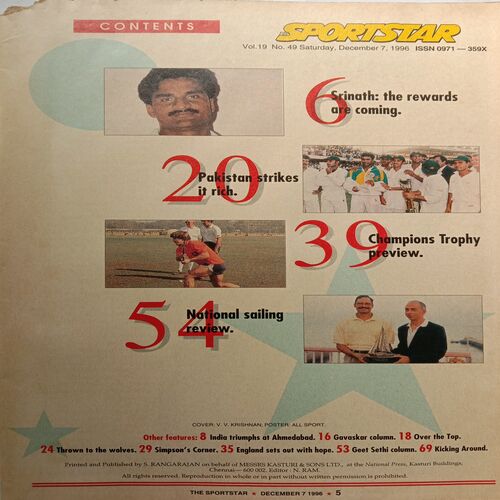 CONTENTS
THE SPORTSTAR
Vol.19 No. 49 Saturday, December 7, 1996 ISSN 0971 — 359X
6
Srinath: the rewards
are coming.
20
Pakistan strikes
it rich.
39
Champions Trophy
preview.
54
National sailing
review.
COVER: V. V. KRISHNAN; POSTER: ALL SPORT.
Other features: 8 India triumphs at Ahmedabad. 16 Gavaskar column. 18 Over the Top.
24 Thrown to the wolves. 29 Simpson's Corner. 35 England sets out with hope. 53 Geet Sethi column. 69 Kicking Around.
Printed and Published by S. RANGARAJAN on behalf of MESSRS KASTURI & SONS LTD., at the National Press, Kasturi Buildings,
Chennai— 600 002. Editor : N. RAM.
All rights reserved. Reproduction in whole or in part without written permission is prohibited.
THE SPORTSTAR ★ DECEMBER 7 1996 ★ 5